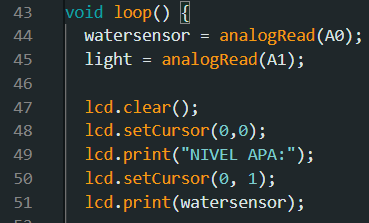 43 void loop() {
44 watersensor = analogRead(A0);
45 light = analogRead(A1);
46
47 lcd.clear();
48 lcd.setCursor(0,0);
49 lcd.print("NIVEL APA:");
50 lcd.setCursor(0, 1);
51 lcd.print(watersensor);